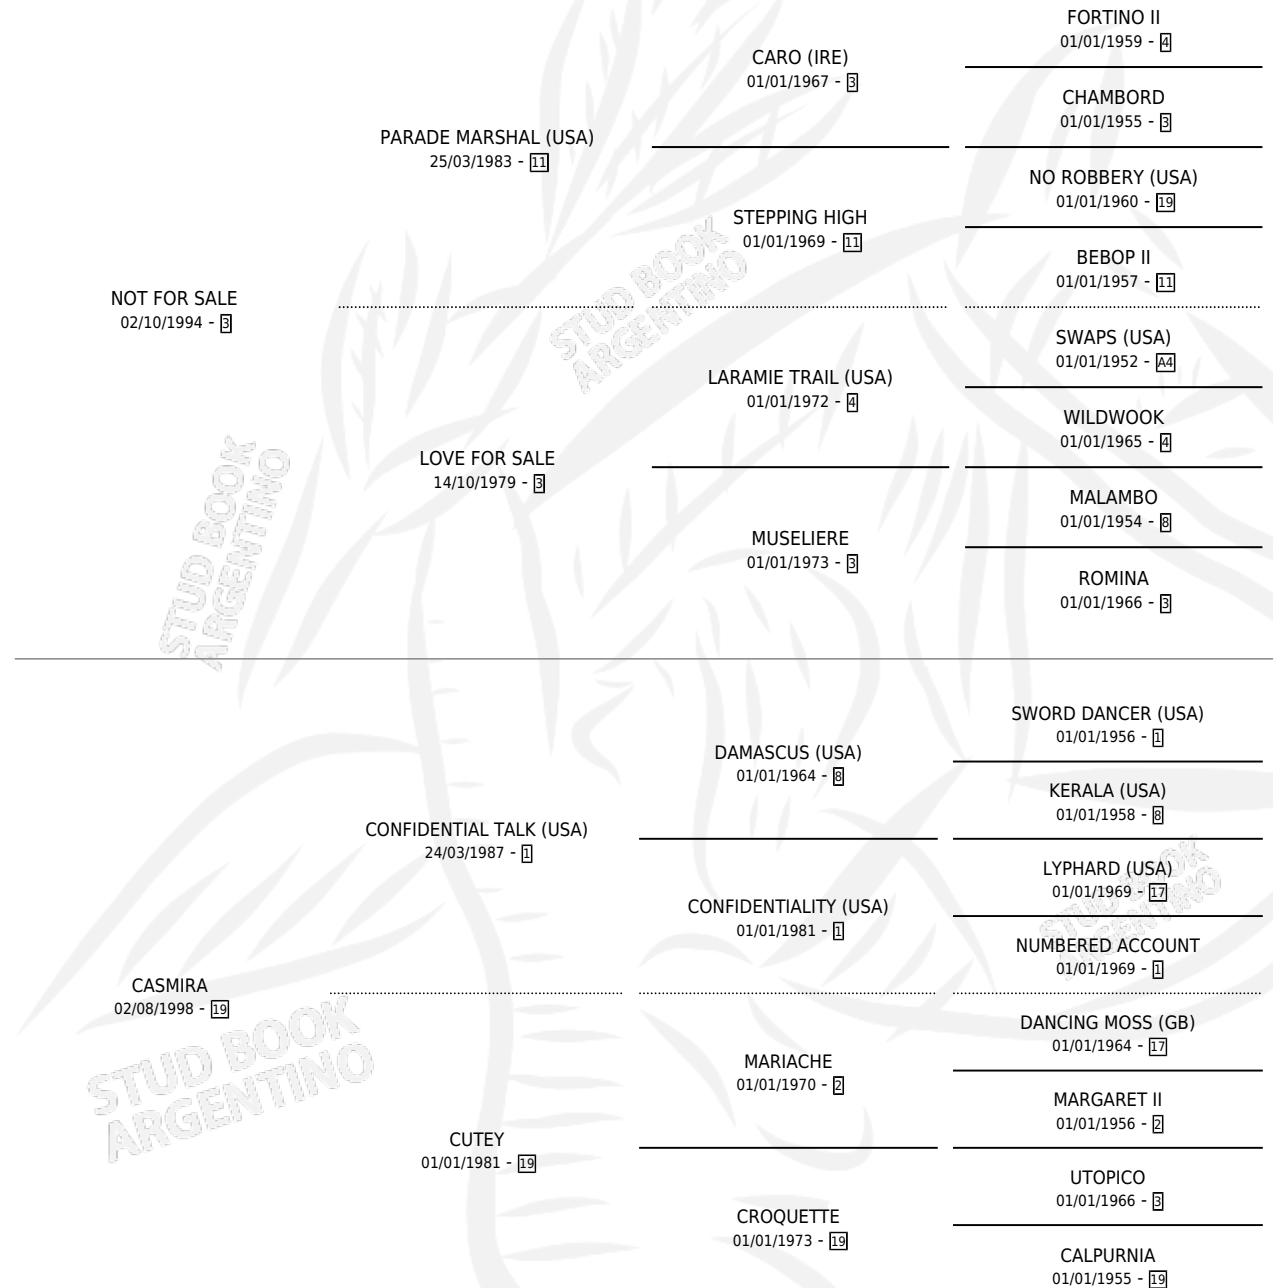 FORTINO II
01/01/1959 - 4
CARO (IRE)
01/01/1967 - 3
CHAMBORD
01/01/1955 - 3
PARADE MARSHAL (USA)
25/03/1983 - 11
NO ROBBERY (USA)
01/01/1960 - 19
STEPPING HIGH
01/01/1969 - 11
BEBOP II
01/01/1957 - 11
NOT FOR SALE
02/10/1994 - 3
STUD BOOK
ARGENTINO
SWAPS (USA)
01/01/1952 - A4
LARAMIE TRAIL (USA)
01/01/1972 - 4
WILDWOOK
01/01/1965 - 4
LOVE FOR SALE
14/10/1979 - 3
MALAMBO
01/01/1954 - 8
MUSELIERE
01/01/1973 - 3
ROMINA
01/01/1966 - 3
STUD BOOK
ARGENTINO
SWORD DANCER (USA)
01/01/1956 - 1
DAMASCUS (USA)
01/01/1964 - 8
KERALA (USA)
01/01/1958 - 8
CONFIDENTIAL TALK (USA)
24/03/1987 - 1
LYPHARD (USA)
01/01/1969 - 17
CONFIDENTIALITY (USA)
01/01/1981 - 1
STUD BOOK
ARGENTINO
NUMBERED ACCOUNT
01/01/1969 - 1
CASMIRA
02/08/1998 - 19
STUD BOOK
ARGENTINO
DANCING MOSS (GB)
01/01/1964 - 17
MARIACHE
01/01/1970 - 2
MARGARET II
01/01/1956 - 2
CUTEY
01/01/1981 - 19
UTOPICO
01/01/1966 - 3
CROQUETTE
01/01/1973 - 19
CALPURNIA
01/01/1955 - 19